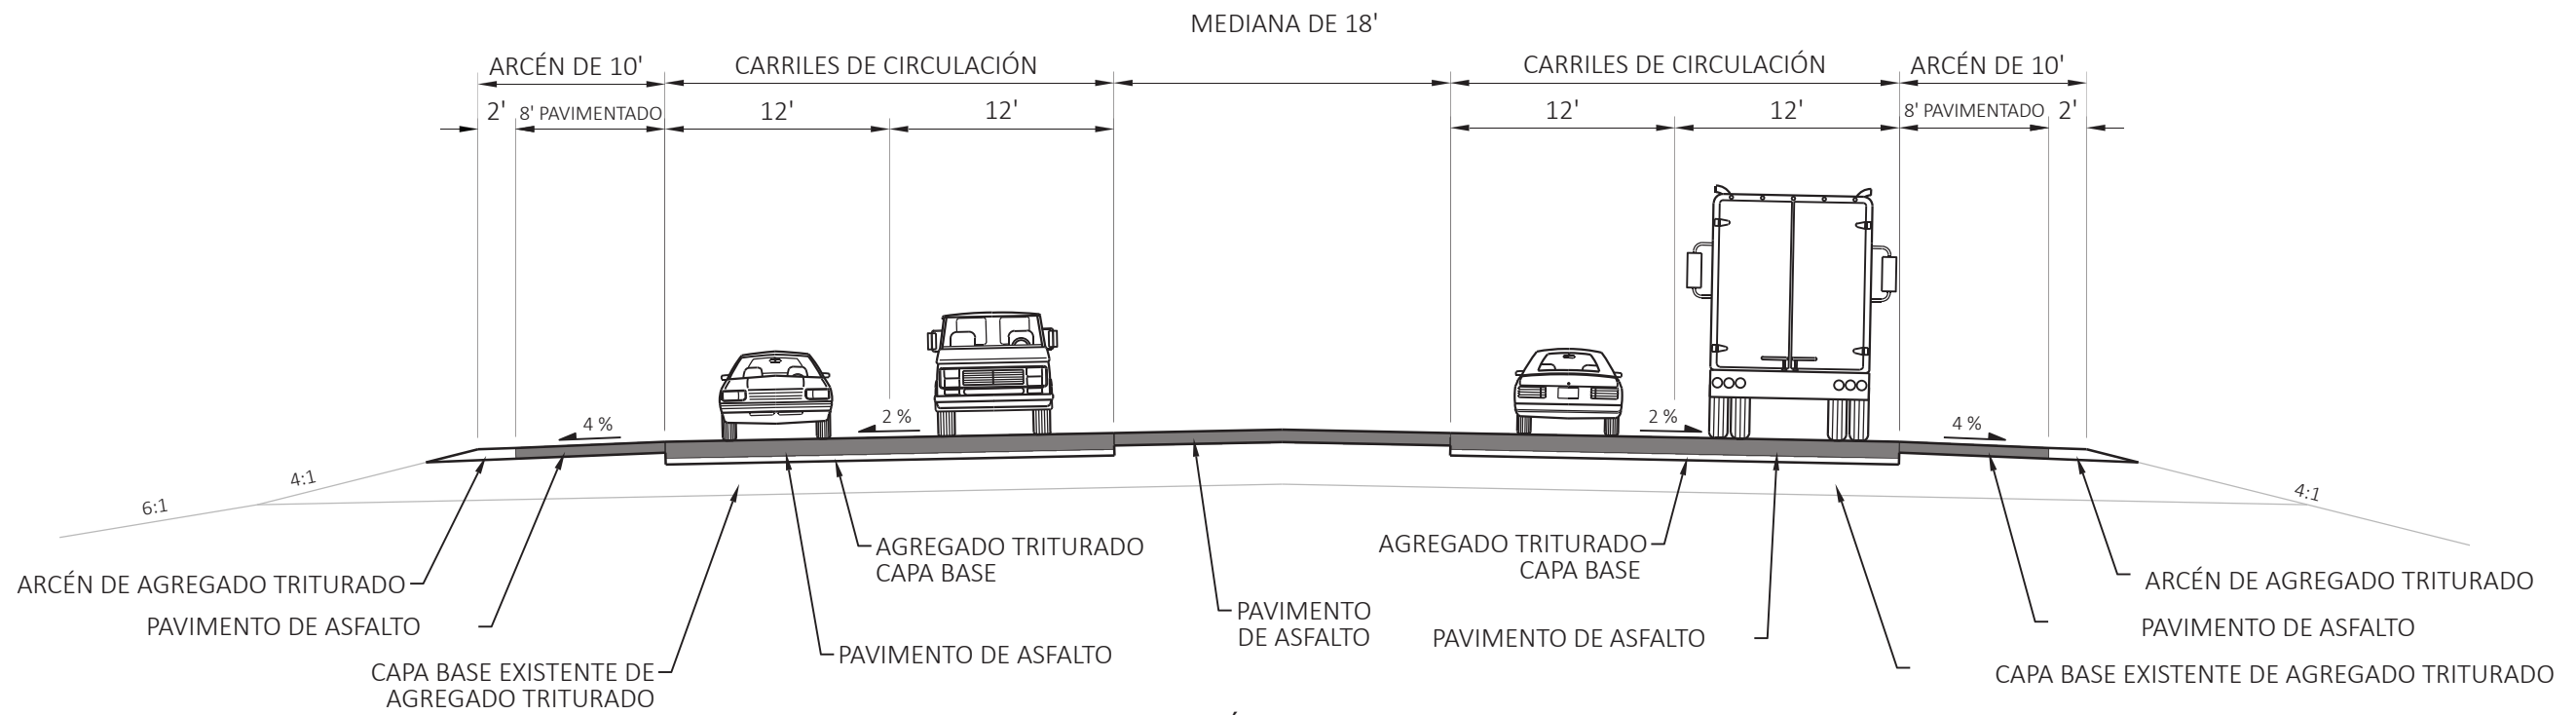 MEDIANA DE 18'
ARCÉN DE 10'
CARRILES DE CIRCULACIÓN
CARRILES DE CIRCULACIÓN
ARCÉN DE 10'
2'
8' PAVIMENTADO
12'
12'
12'
12'
8' PAVIMENTADO
2'
4 %
2 %
2 %
4 %
6:1
4:1
4:1
ARCÉN DE AGREGADO TRITURADO
PAVIMENTO DE ASFALTO
CAPA BASE EXISTENTE DE
AGREGADO TRITURADO
AGREGADO TRITURADO
CAPA BASE
PAVIMENTO DE ASFALTO
PAVIMENTO
DE ASFALTO
AGREGADO TRITURADO
CAPA BASE
PAVIMENTO DE ASFALTO
ARCÉN DE AGREGADO TRITURADO
PAVIMENTO DE ASFALTO
CAPA BASE EXISTENTE DE AGREGADO TRITURADO